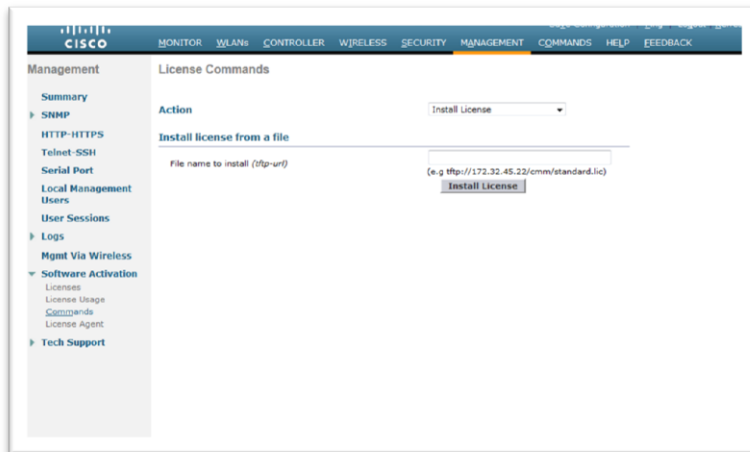 CISCO
MONITOR WLANs CONTROLLER WIRELESS SECURITY MANAGEMENT COMMANDS HELP FEEDBACK
Management
Summary
SNMP
HTTP-HTTPS
Telnet-SSH
Serial Port
Local Management
Users
User Sessions
Logs
Mgmt Via Wireless
Software Activation
Licenses
License Usage
Commands
License Agent
Tech Support
License Commands
Action Install License
Install license from a file
File name to install (tftp-url)
(e.g tftp://172.32.45.22/cmm/standard.lic)
Install License